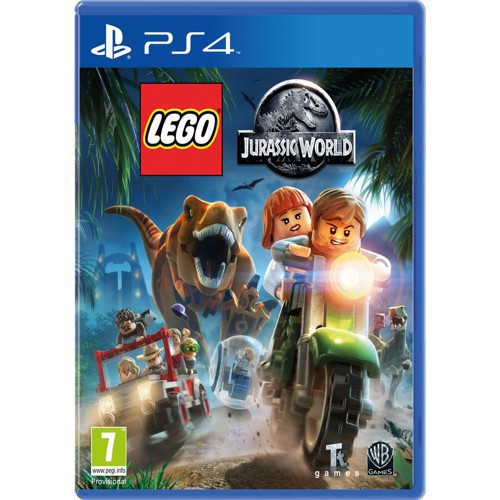 PS4
LEGO
JURASSIC WORLD
7
www.pegi.info
Provisional
Tt
games
WB
GAMES